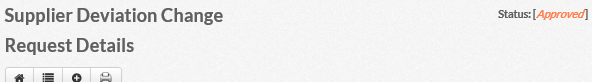 Supplier Deviation Change
Status: [Approved]
Request Details